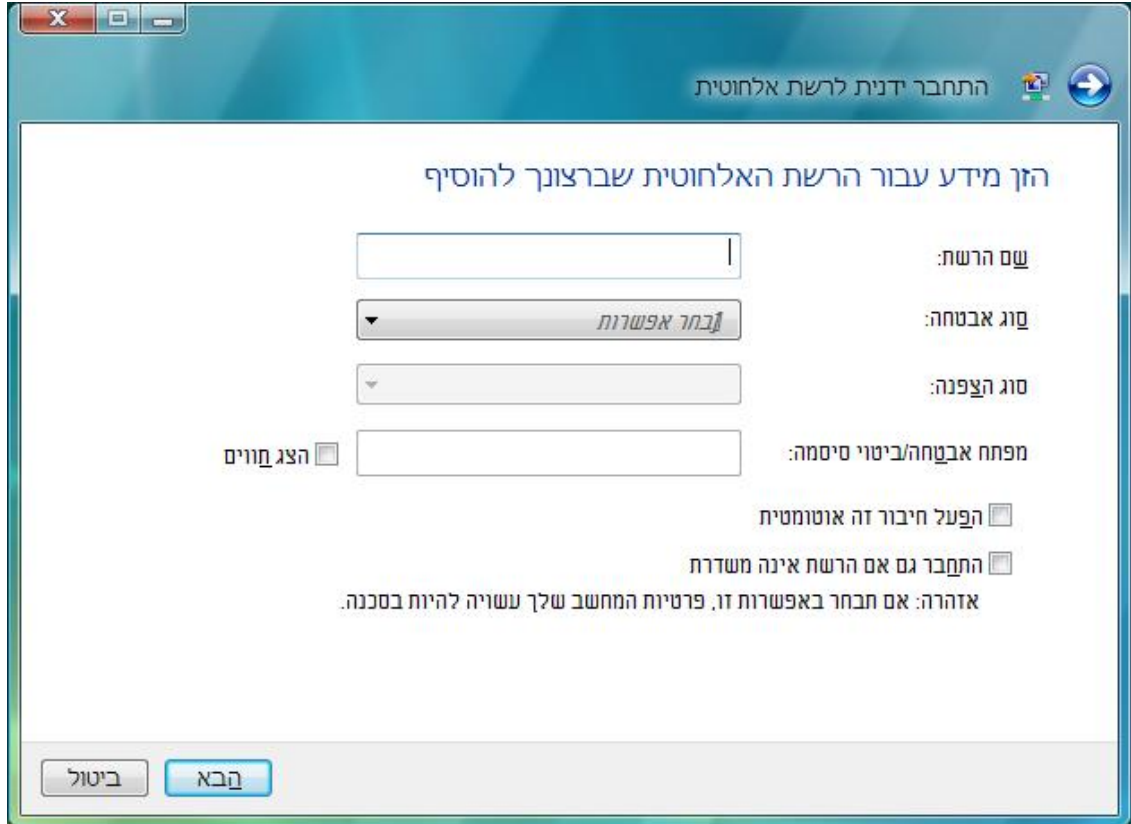 התחבר ידנית לרשת אלחוטית
הזן מידע עבור הרשת האלחוטית שברצונך להוסיף
שם הרשת:
סוג אבטחה:
[בחר אפשרות
סוג הצפנה:
מפתח אבטחה/ביטוי סיסמה:
הצג תווים
הפעל חיבור זה אוטומטית
התחבר גם אם הרשת אינה משדרת
אזהרה: אם תבחר באפשרות זו, פרטיות המחשב שלך עשויה להיות בסכנה.
הבא
ביטול